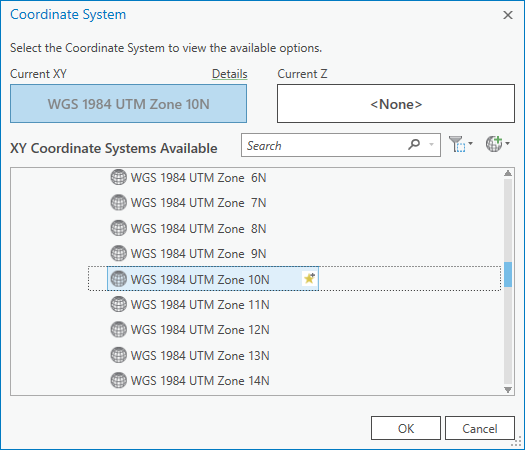 Coordinate System
Select the Coordinate System to view the available options.
Current XY Details Current Z
WGS 1984 UTM Zone 10N <None>
XY Coordinate Systems Available Search
WGS 1984 UTM Zone 6N
WGS 1984 UTM Zone 7N
WGS 1984 UTM Zone 8N
WGS 1984 UTM Zone 9N
WGS 1984 UTM Zone 10N
WGS 1984 UTM Zone 11N
WGS 1984 UTM Zone 12N
WGS 1984 UTM Zone 13N
WGS 1984 UTM Zone 14N
OK Cancel